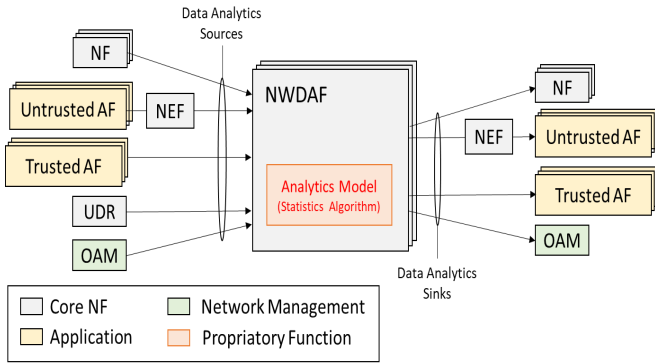 Data Analytics
Sources
NF
Untrusted AF
NEF
Trusted AF
UDR
OAM
NWDAF
Analytics Model
(Statistics Algorithm)
NF
NEF
Untrusted AF
Trusted AF
OAM
Data Analytics
Sinks
Core NF
Network Management
Application
Propriatory Function